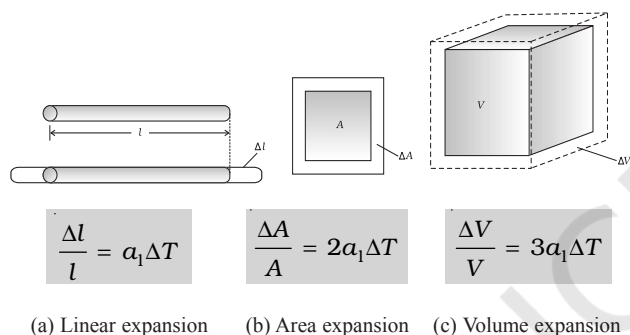 l
Δl
A
ΔA
V
ΔV
Δl/l = a₁ΔT
ΔA/A = 2a₁ΔT
ΔV/V = 3a₁ΔT
(a) Linear expansion (b) Area expansion (c) Volume expansion